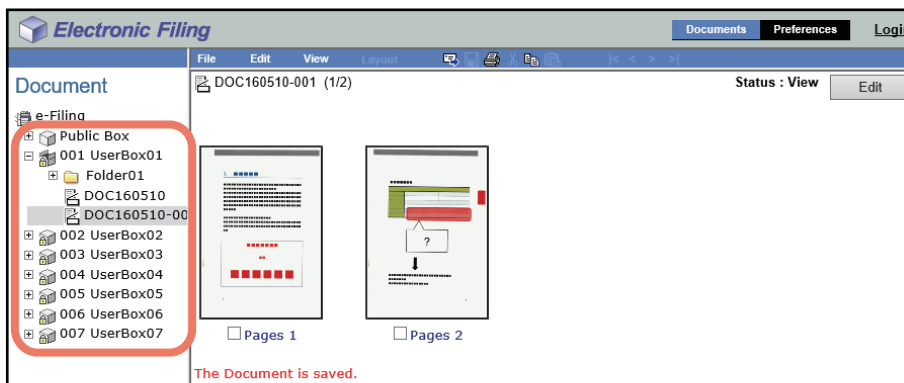 Electronic Filing
Documents Preferences
File Edit View Layout
|< < > >|
Document
DOC160510-001 (1/2)
Status : View
Edit
e-Filing
Public Box
001 UserBox01
Folder01
DOC160510
DOC160510-00
002 UserBox02
003 UserBox03
004 UserBox04
005 UserBox05
006 UserBox06
007 UserBox07
1.
?
Pages 1
Pages 2
The Document is saved.